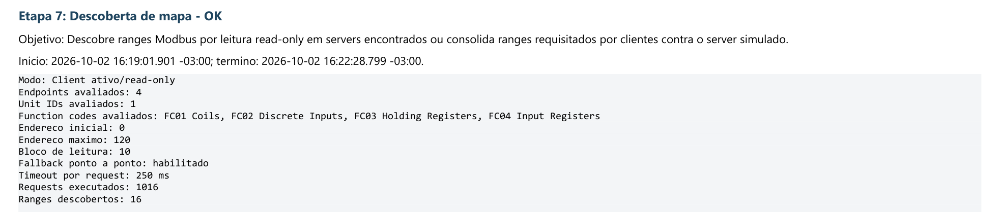 Etapa 7: Descoberta de mapa - OK
Objetivo: Descobre ranges Modbus por leitura read-only em servers encontrados ou consolida ranges requisitados por clientes contra o server simulado.
Inicio: 2026-10-02 16:19:01.901 -03:00; termino: 2026-10-02 16:22:28.799 -03:00.
Modo: Client ativo/read-only
Endpoints avaliados: 4
Unit IDs avaliados: 1
Function codes avaliados: FC01 Coils, FC02 Discrete Inputs, FC03 Holding Registers, FC04 Input Registers
Endereco inicial: 0
Endereco maximo: 120
Bloco de leitura: 10
Fallback ponto a ponto: habilitado
Timeout por request: 250 ms
Requests executados: 1016
Ranges descobertos: 16